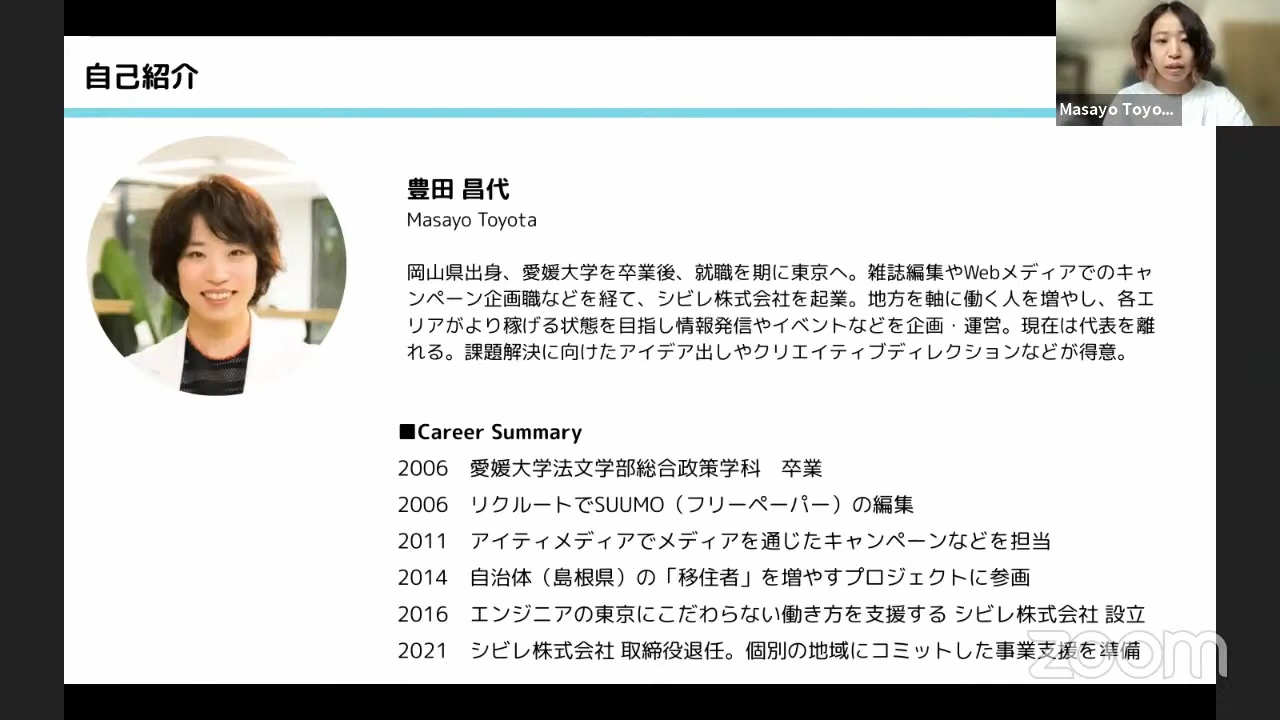 自己紹介
Masayo Toyo...
豊田 昌代
Masayo Toyota
岡山県出身、愛媛大学を卒業後、就職を期に東京へ。雑誌編集やWebメディアでのキャ
ンペーン企画職などを経て、シビレ株式会社を起業。地方を軸に働く人を増やし、各エ
リアがより稼げる状態を目指し情報発信やイベントなどを企画・運営。現在は代表を離
れる。課題解決に向けたアイデア出しやクリエイティブディレクションなどが得意。
■Career Summary
2006　愛媛大学法文学部総合政策学科　卒業
2006　リクルートでSUUMO（フリーペーパー）の編集
2011　アイティメディアでメディアを通じたキャンペーンなどを担当
2014　自治体（島根県）の「移住者」を増やすプロジェクトに参画
2016　エンジニアの東京にこだわらない働き方を支援する シビレ株式会社 設立
2021　シビレ株式会社 取締役退任。個別の地域にコミットした事業支援を準備
zoom